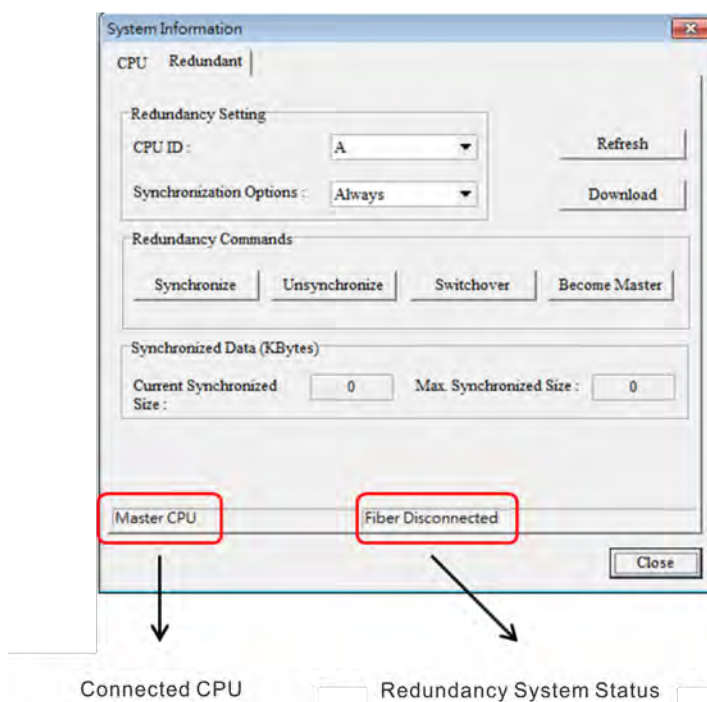 System Information
CPU Redundant
Redundancy Setting
CPU ID : A Refresh
Synchronization Options : Always Download
Redundancy Commands
Synchronize Unsynchronize Switchover Become Master
Synchronized Data (KBytes)
Current Synchronized Size : 0 Max. Synchronized Size : 0
Master CPU Fiber Disconnected
Close
Connected CPU Redundancy System Status